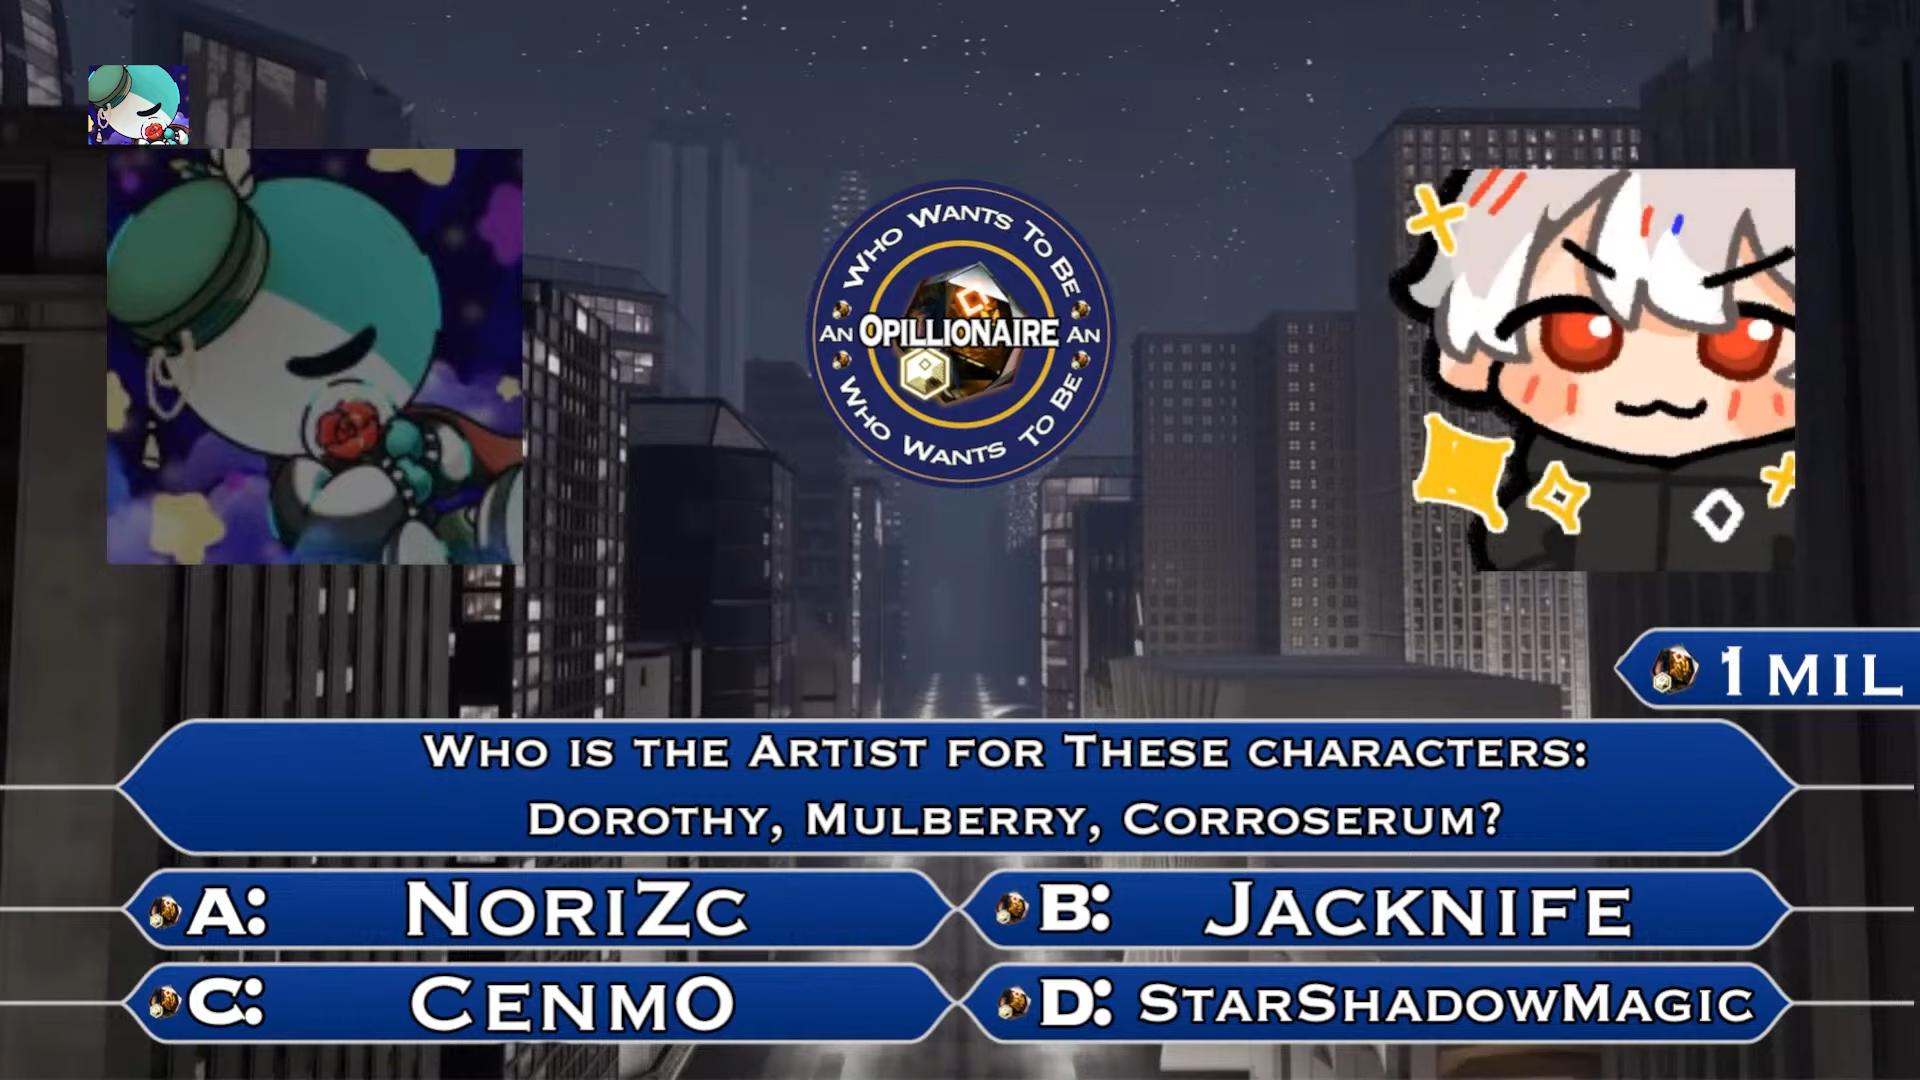 Who Wants To Be
An Opillionaire An
Who Wants To Be
1 mil
Who is the Artist for These characters:
Dorothy, Mulberry, Corroserum?
A: NoriZc
B: Jacknife
C: Cenm0
D: StarShadowMagic